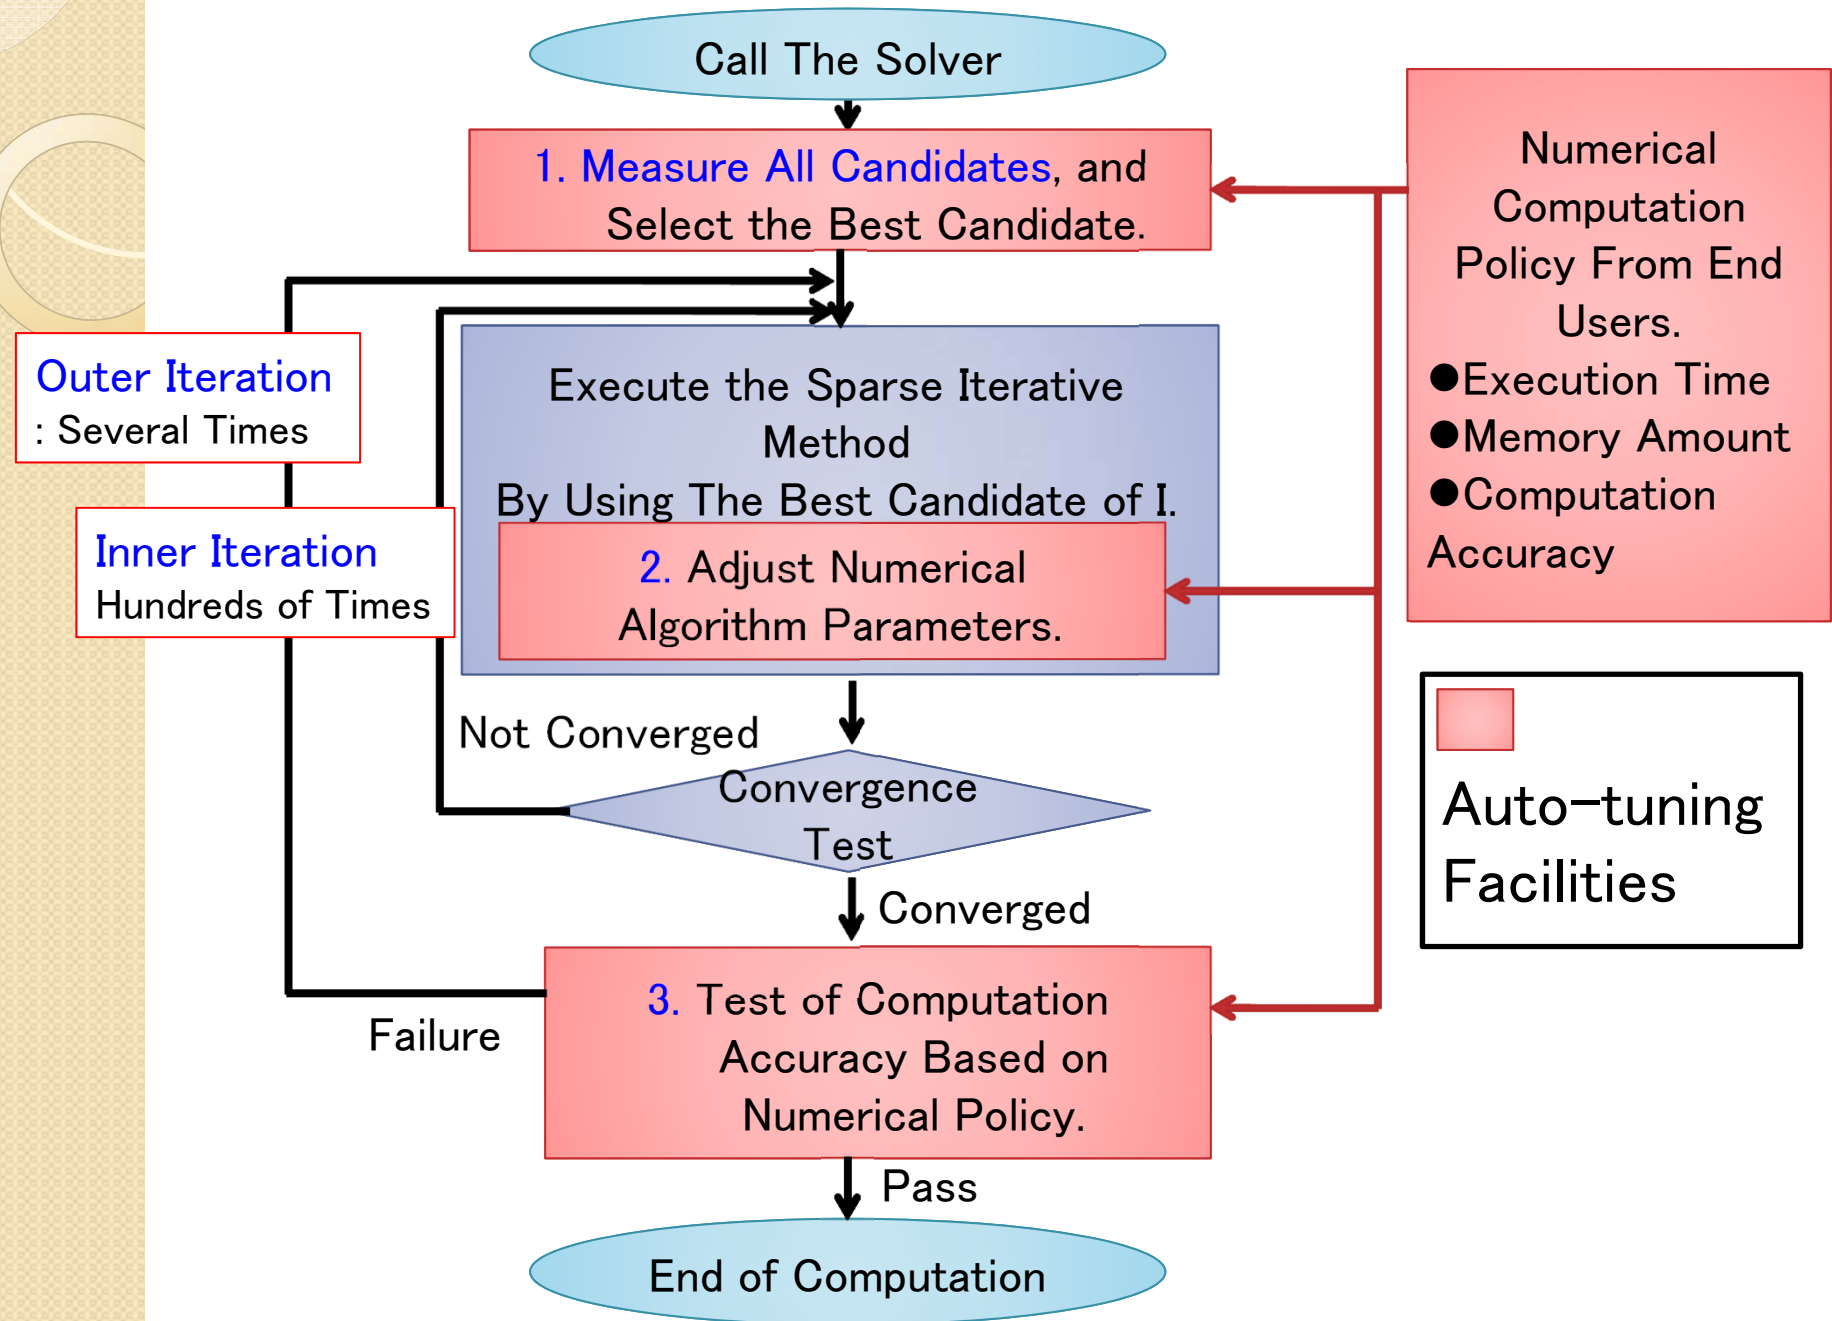 Call The Solver
1. Measure All Candidates, and
Select the Best Candidate.
Numerical
Computation
Policy From End
Users.
●Execution Time
●Memory Amount
●Computation
Accuracy
Outer Iteration
: Several Times
Inner Iteration
Hundreds of Times
Execute the Sparse Iterative
Method
By Using The Best Candidate of I.
2. Adjust Numerical
Algorithm Parameters.
Not Converged
Convergence
Test
Converged
Auto-tuning
Facilities
Failure
3. Test of Computation
Accuracy Based on
Numerical Policy.
Pass
End of Computation